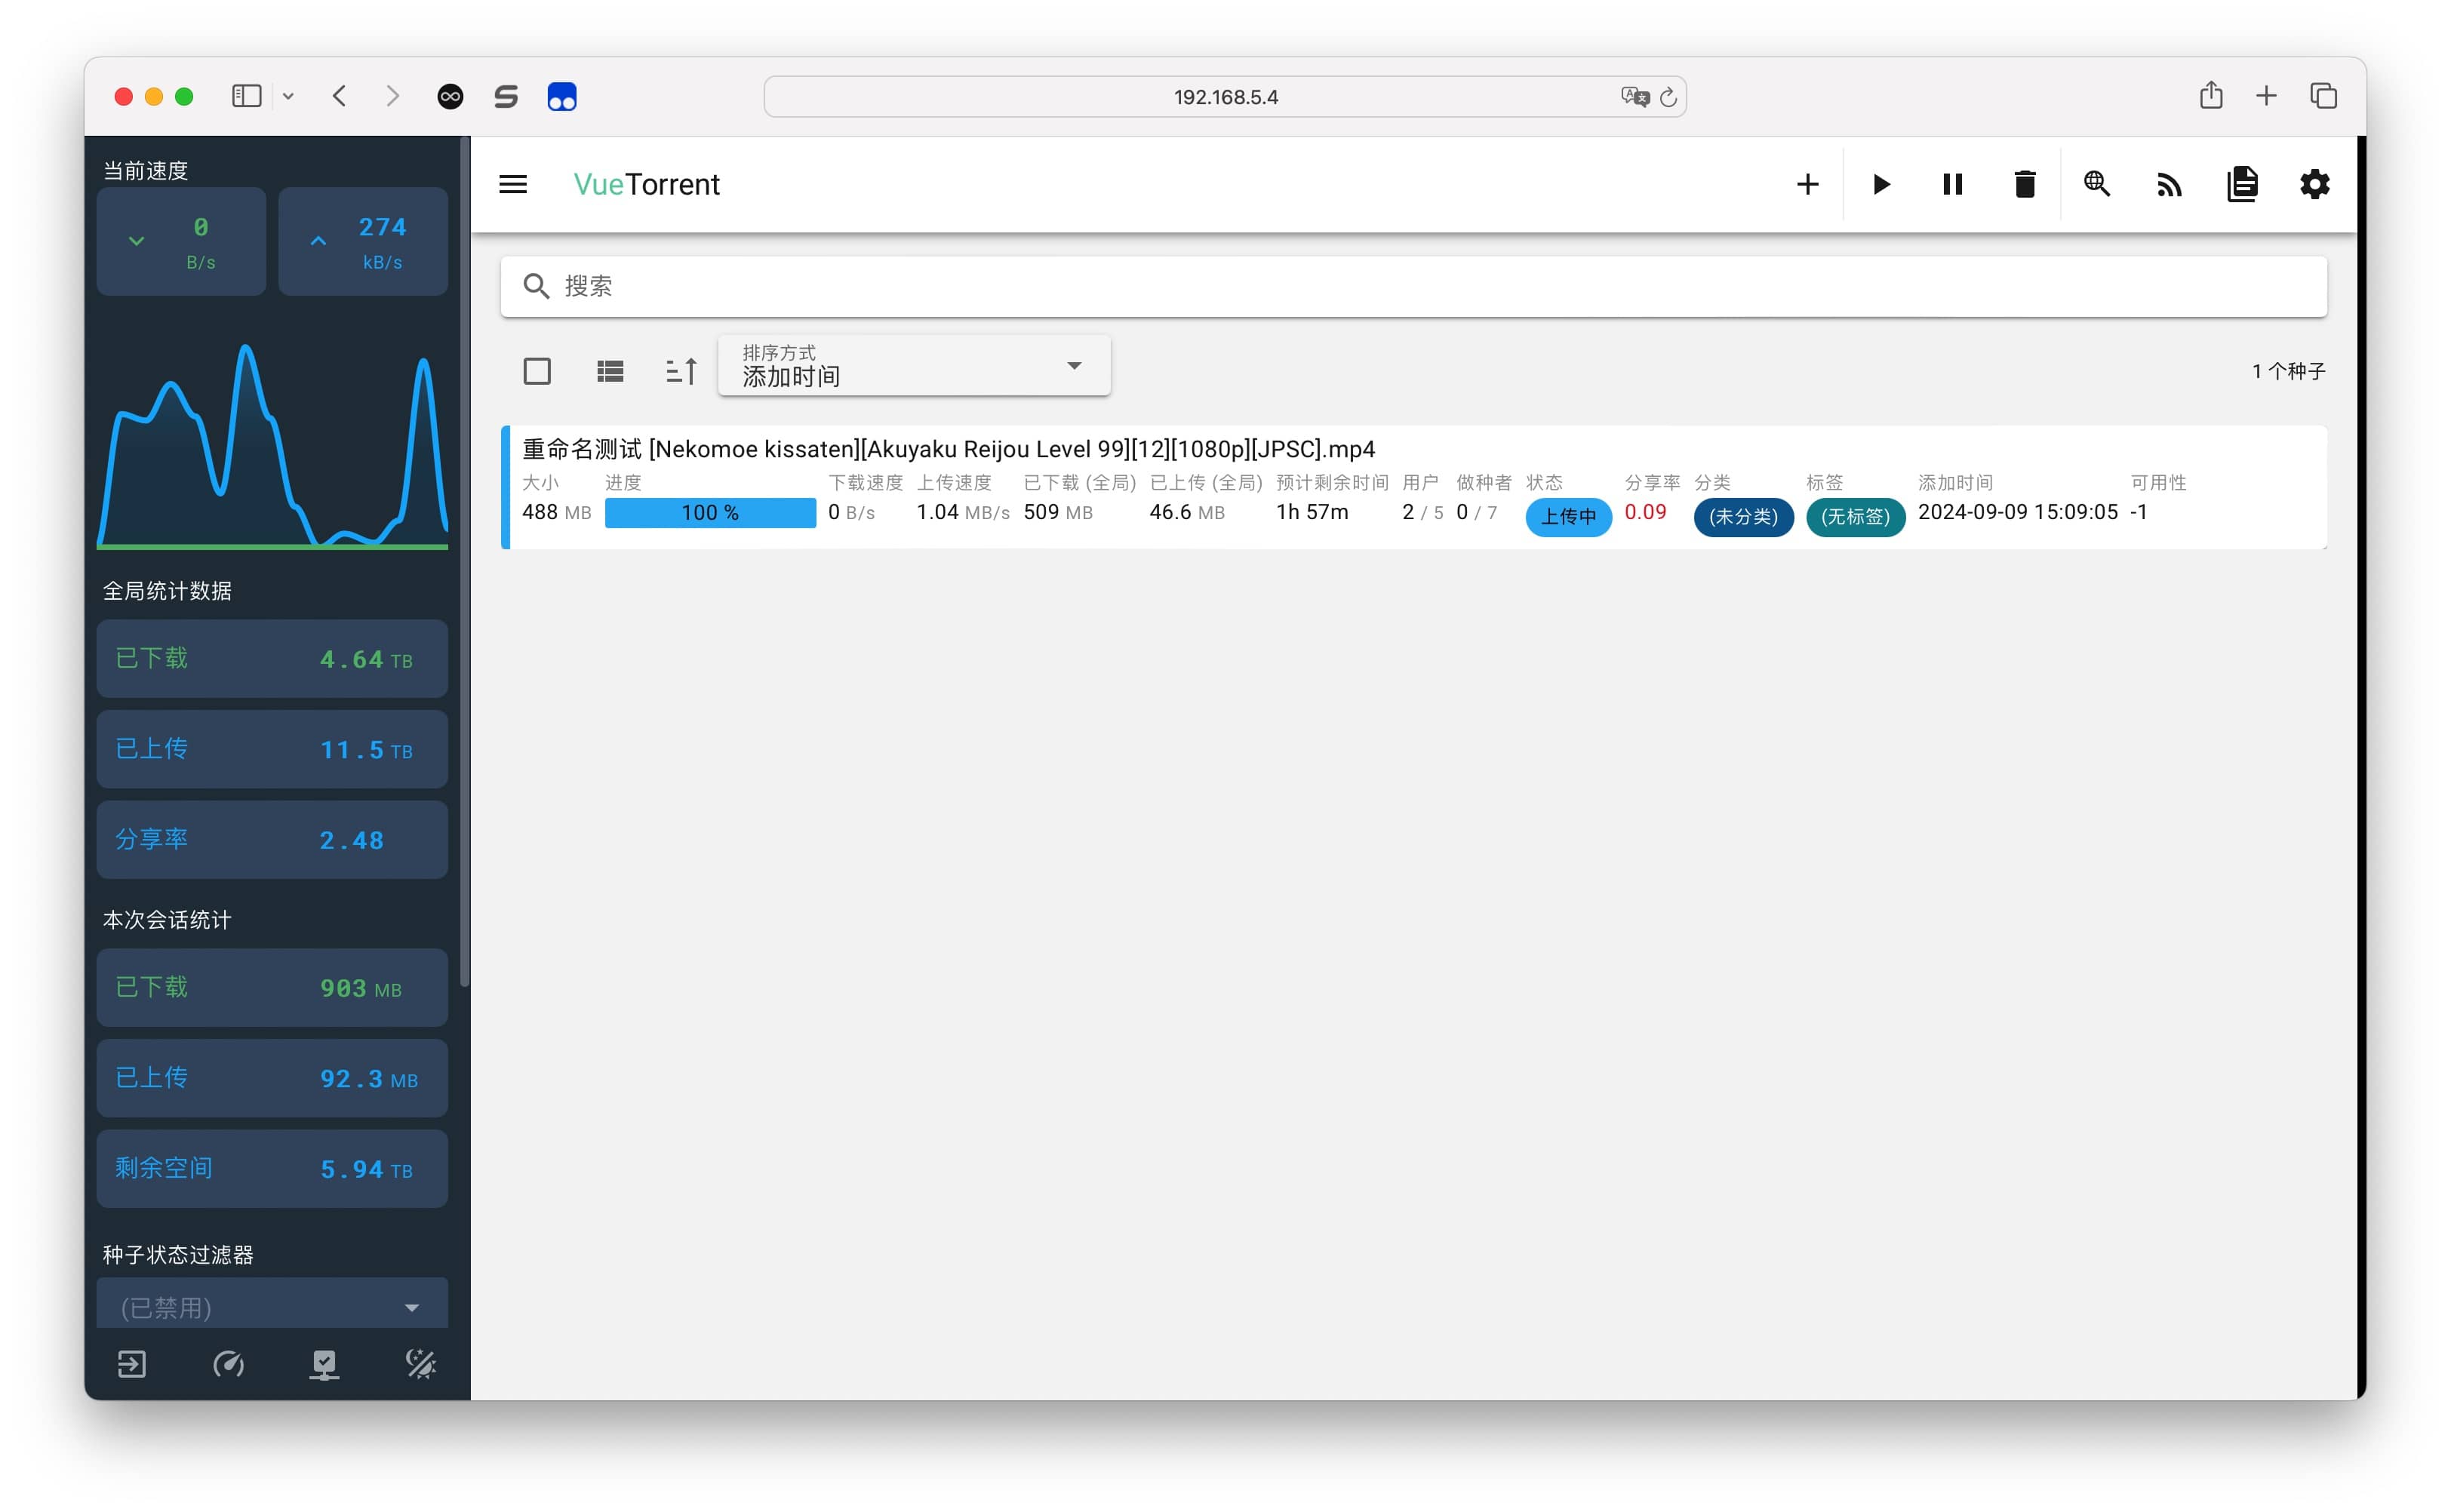 192.168.5.4
当前速度
0
B/s
274
kB/s
全局统计数据
已下载 4.64 TB
已上传 11.5 TB
分享率 2.48
本次会话统计
已下载 903 MB
已上传 92.3 MB
剩余空间 5.94 TB
种子状态过滤器
(已禁用)
VueTorrent
搜索
排序方式
添加时间
1 个种子
重命名测试 [Nekomoe kissaten][Akuyaku Reijou Level 99][12][1080p][JPSC].mp4
大小 进度 下载速度 上传速度 已下载 (全局) 已上传 (全局) 预计剩余时间 用户 做种者 状态 分享率 分类 标签 添加时间 可用性
488 MB 100 % 0 B/s 1.04 MB/s 509 MB 46.6 MB 1h 57m 2 / 5 0 / 7 上传中 0.09 (未分类) (无标签) 2024-09-09 15:09:05 -1